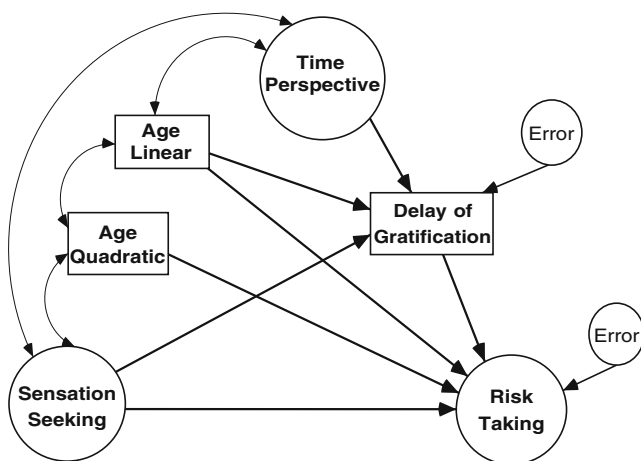 Time
Perspective
Age
Linear
Error
Delay of
Gratification
Age
Quadratic
Error
Sensation
Seeking
Risk
Taking